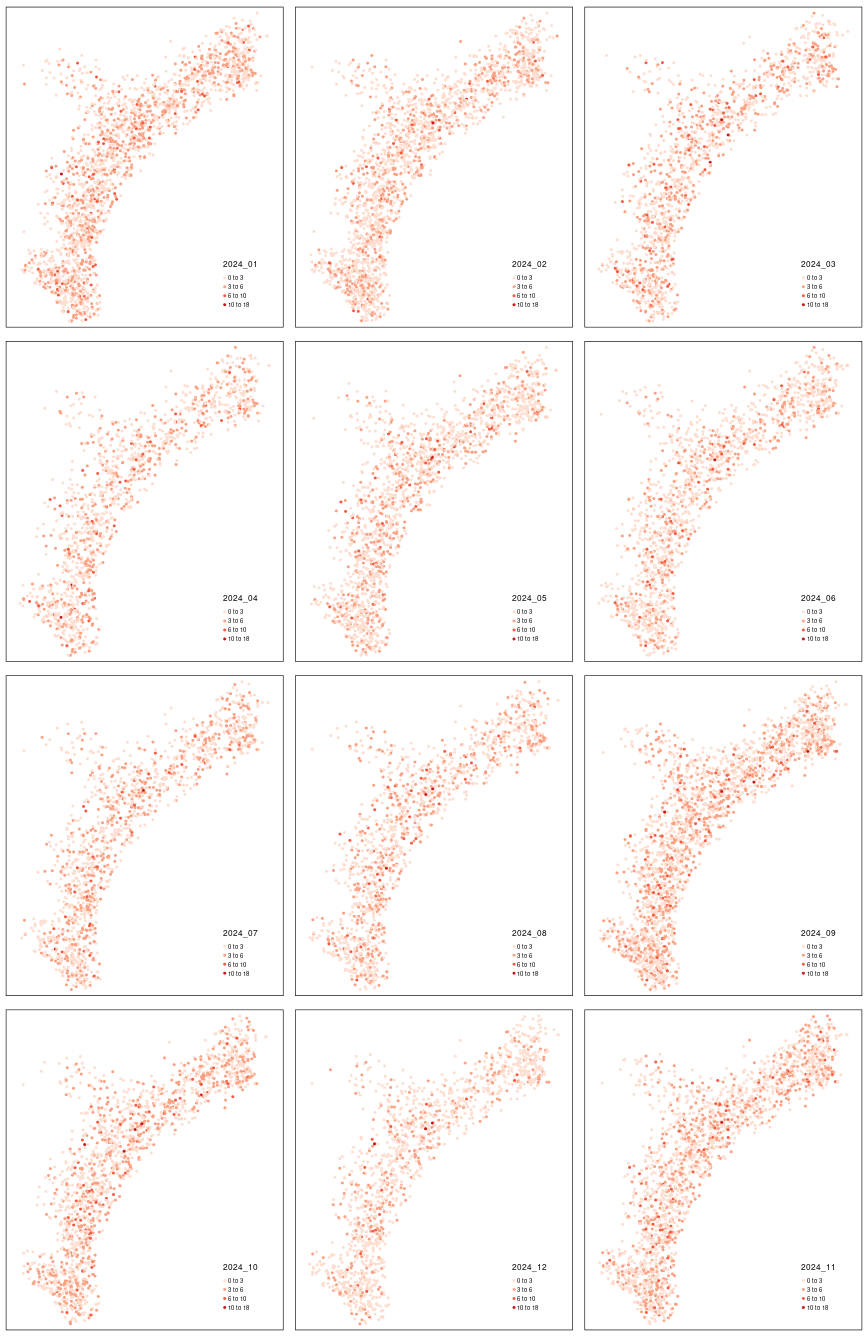 2024_01
0 to 3
3 to 6
6 to 10
10 to 18
2024_02
0 to 3
3 to 6
6 to 10
10 to 18
2024_03
0 to 3
3 to 6
6 to 10
10 to 18
2024_04
0 to 3
3 to 6
6 to 10
10 to 18
2024_05
0 to 3
3 to 6
6 to 10
10 to 18
2024_06
0 to 3
3 to 6
6 to 10
10 to 18
2024_07
0 to 3
3 to 6
6 to 10
10 to 18
2024_08
0 to 3
3 to 6
6 to 10
10 to 18
2024_09
0 to 3
3 to 6
6 to 10
10 to 18
2024_10
0 to 3
3 to 6
6 to 10
10 to 18
2024_12
0 to 3
3 to 6
6 to 10
10 to 18
2024_11
0 to 3
3 to 6
6 to 10
10 to 18